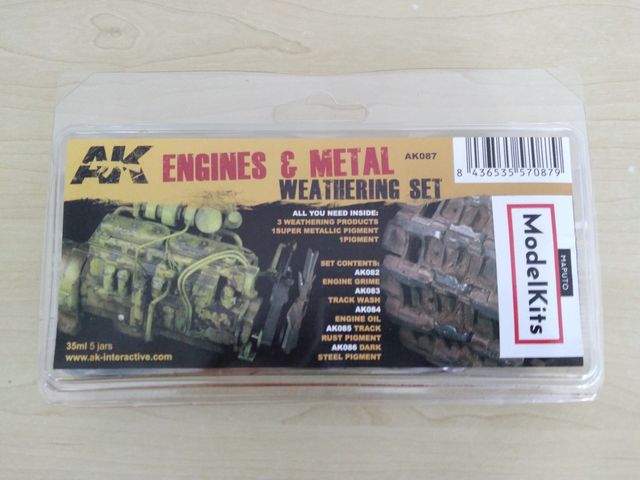 AK
ENGINES & METAL
AK087
WEATHERING SET
8 436535 570879
ALL YOU NEED INSIDE:
3 WEATHERING PRODUCTS
1SUPER METALLIC PIGMENT
1PIGMENT
SET CONTENTS:
AK082
ENGINE GRIME
AK083
TRACK WASH
AK084
ENGINE OIL
AK085 TRACK
RUST PIGMENT
AK086 DARK
STEEL PIGMENT
35ml 5 jars
www.ak-interactive.com
ModelKits
MAPUTO